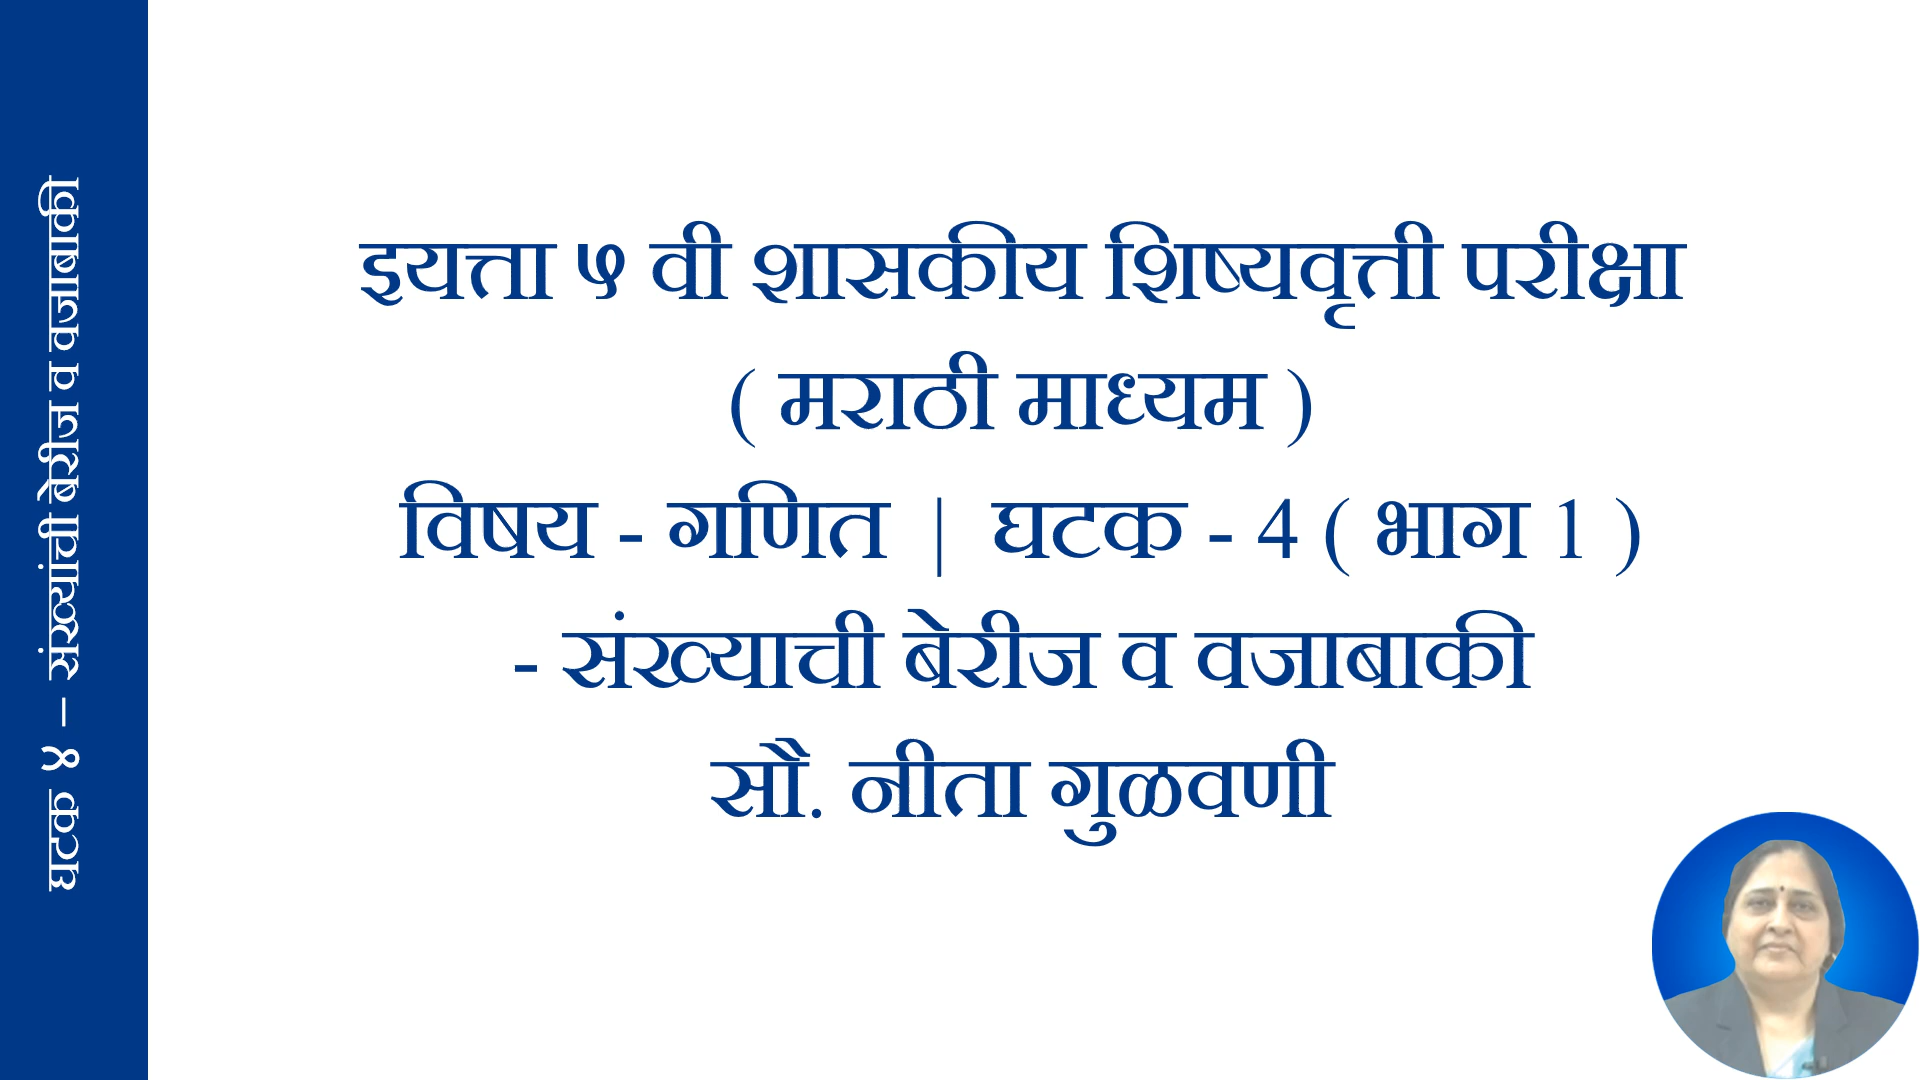 घटक ४ – संख्यांची बेरीज व वजाबाकी
इयत्ता ५ वी शासकीय शिष्यवृत्ती परीक्षा
( मराठी माध्यम )
विषय - गणित | घटक - 4 ( भाग 1 )
- संख्याची बेरीज व वजाबाकी
सौ. नीता गुळवणी